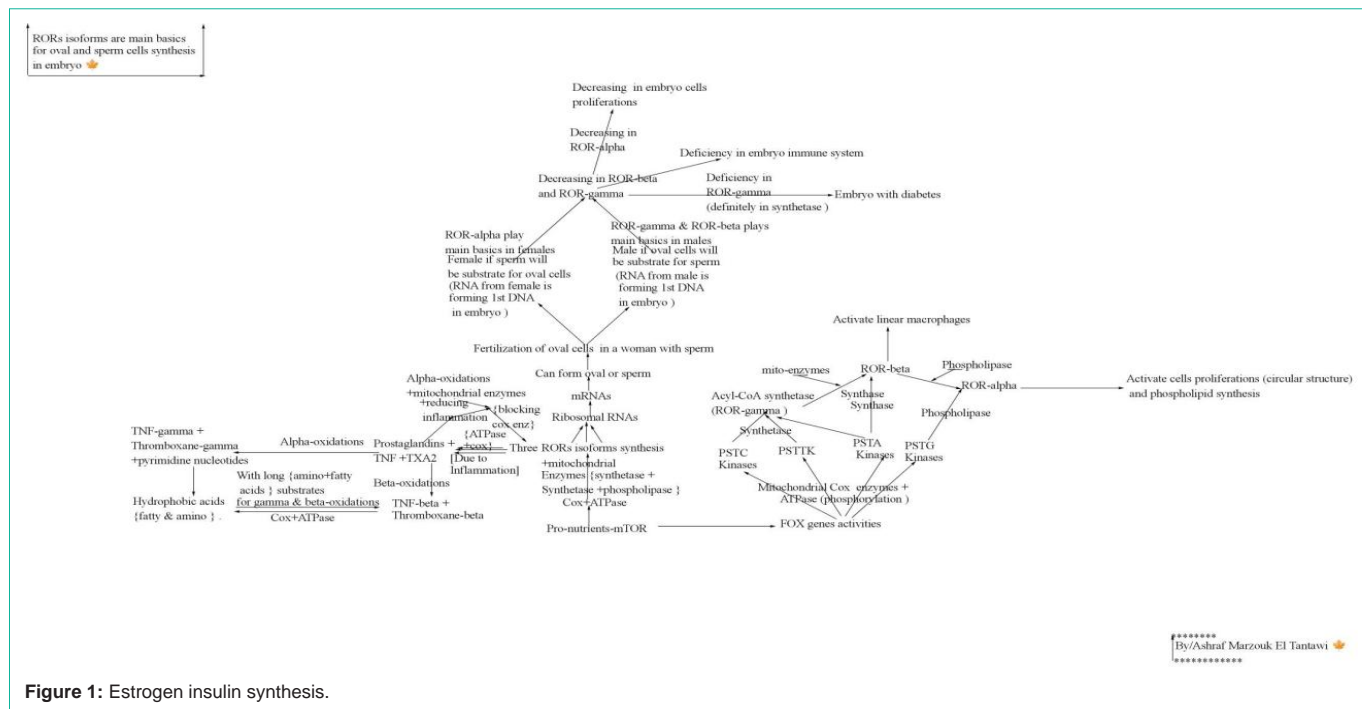 RORs isoforms are main basics
for oval and sperm cells synthesis
in embryo
Decreasing in embryo cells
proliferations
Decreasing in
ROR-alpha
Deficiency in embryo immune system
Decreasing in ROR-beta
and ROR-gamma
Deficiency in
ROR-gamma
(definitely in synthetase )
Embryo with diabetes
ROR-alpha play
main basics in females
Female if sperm will
be substrate for oval cells
(RNA from female is
forming 1st DNA
in embryo )
ROR-gamma & ROR-beta plays
main basics in males
Male if oval cells will
be substrate for sperm
(RNA from male is
forming 1st DNA
in embryo )
Fertilization of oval cells in a woman with sperm
Can form oval or sperm
mRNAs
Ribosomal RNAs
Three RORs isoforms synthesis
+mitochondrial
Enzymes {synthetase +
Synthetase +phospholipase }
Cox+ATPase
Pro-nutrients-mTOR
Alpha-oxidations
+mitochondrial enzymes
+reducing
inflammation
{blocking
cox enz}
{ATPase
+cox}
[Due to
Inflammation]
Prostaglandins +
TNF +TXA2
Alpha-oxidations
TNF-gamma +
Thromboxane-gamma
+pyrimidine nucleotides
Beta-oxidations
With long {amino+fatty
acids } substrates
for gamma & beta-oxidations
Cox+ATPase
Hydrophobic acids
{fatty & amino } .
TNF-beta +
Thromboxane-beta
Activate linear macrophages
mito-enzymes
ROR-beta
Phospholipase
Synthase
Synthase
ROR-alpha
Activate cells proliferations (circular structure)
and phospholipid synthesis
Acyl-CoA synthetase
(ROR-gamma )
Synthetase
Phospholipase
PSTC
Kinases
PSTTK
PSTA
Kinases
PSTG
Kinases
Mitochondrial Cox enzymes +
ATPase (phosphorylation )
FOX genes activities
********
By/Ashraf Marzouk El Tantawi
************
Figure 1: Estrogen insulin synthesis.